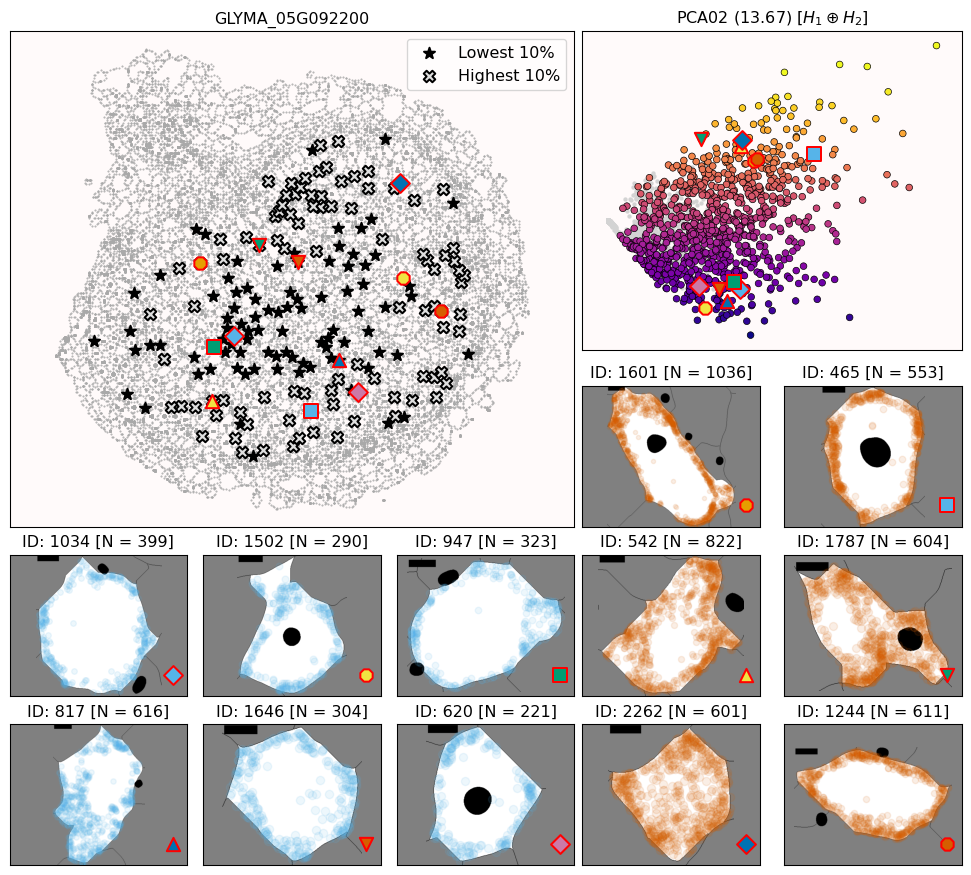 GLYMA_05G092200
PCA02 (13.67) [H₁ ⊕ H₂]
Lowest 10%
Highest 10%
ID: 1601 [N = 1036]
ID: 465 [N = 553]
ID: 1034 [N = 399]
ID: 1502 [N = 290]
ID: 947 [N = 323]
ID: 542 [N = 822]
ID: 1787 [N = 604]
ID: 817 [N = 616]
ID: 1646 [N = 304]
ID: 620 [N = 221]
ID: 2262 [N = 601]
ID: 1244 [N = 611]